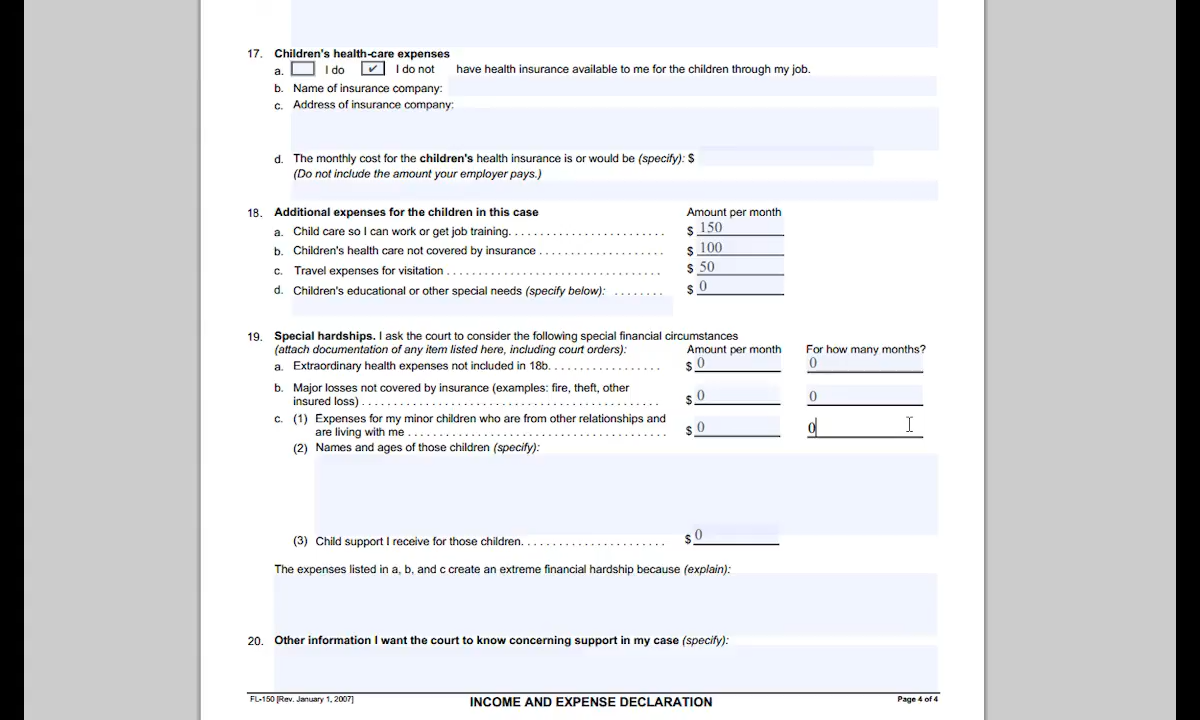 17. Children's health-care expenses
a. I do ✔ I do not have health insurance available to me for the children through my job.
b. Name of insurance company:
c. Address of insurance company:
d. The monthly cost for the children's health insurance is or would be (specify): $
(Do not include the amount your employer pays.)
18. Additional expenses for the children in this case Amount per month
a. Child care so I can work or get job training. . . . . . . . . . . . . . . . . . . . . . . . . $ 150
b. Children's health care not covered by insurance . . . . . . . . . . . . . . . . . . . . $ 100
c. Travel expenses for visitation . . . . . . . . . . . . . . . . . . . . . . . . . . . . . . . . . . $ 50
d. Children's educational or other special needs (specify below): . . . . . . . . $ 0
19. Special hardships. I ask the court to consider the following special financial circumstances
(attach documentation of any item listed here, including court orders): Amount per month For how many months?
a. Extraordinary health expenses not included in 18b. . . . . . . . . . . . . . . . . . $ 0 0
b. Major losses not covered by insurance (examples: fire, theft, other
insured loss) . . . . . . . . . . . . . . . . . . . . . . . . . . . . . . . . . . . . . . . . . . . . . . . $ 0 0
c. (1) Expenses for my minor children who are from other relationships and
are living with me . . . . . . . . . . . . . . . . . . . . . . . . . . . . . . . . . . . . . . . . . $ 0 0
(2) Names and ages of those children (specify):
(3) Child support I receive for those children. . . . . . . . . . . . . . . . . . . . . . . $ 0
The expenses listed in a, b, and c create an extreme financial hardship because (explain):
20. Other information I want the court to know concerning support in my case (specify):
FL-150 [Rev. January 1, 2007] INCOME AND EXPENSE DECLARATION Page 4 of 4